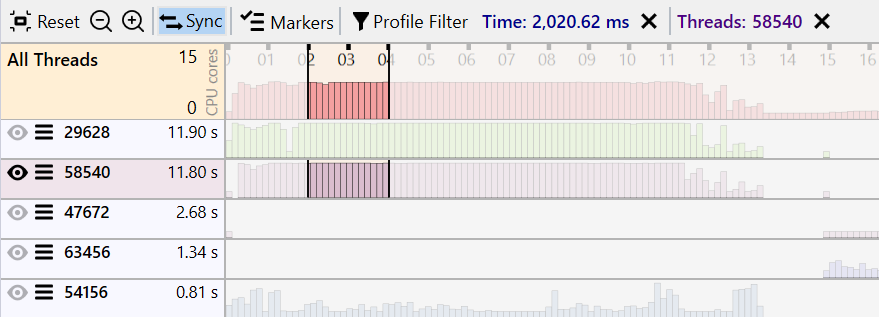 Reset Sync Markers Profile Filter Time: 2,020.62 ms Threads: 58540
All Threads 15 0 CPU cores 0 01 02 03 04 05 06 07 08 09 10 11 12 13 14 15 16
29628 11.90 s
58540 11.80 s
47672 2.68 s
63456 1.34 s
54156 0.81 s